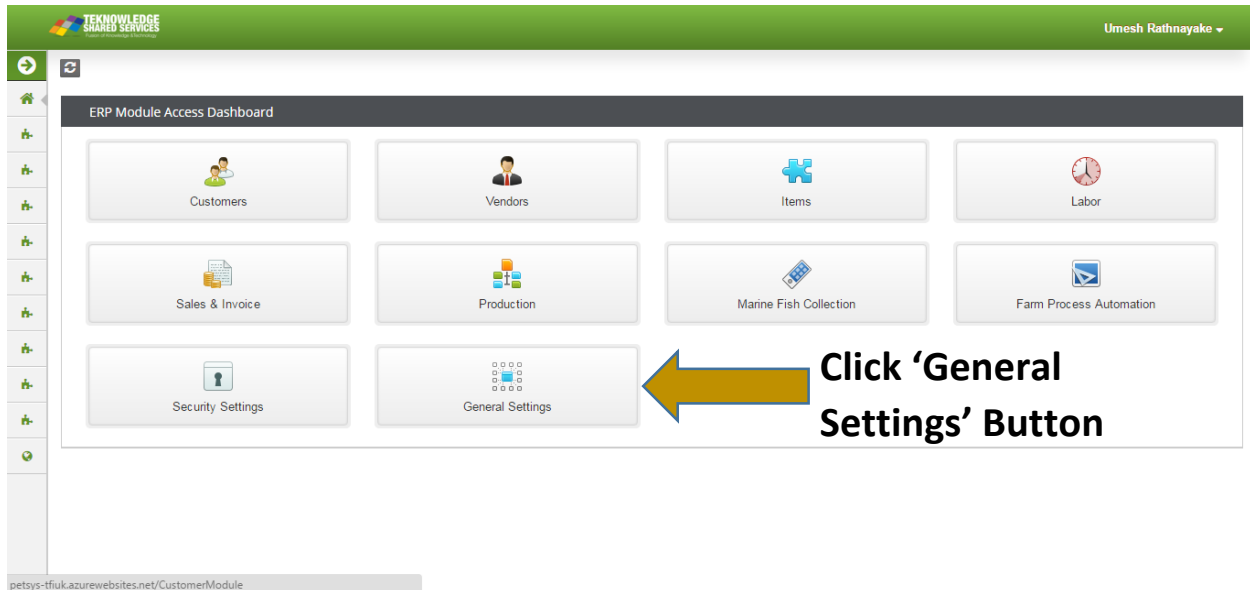 TEKNOWLEDGE
SHARED SERVICES
Umesh Rathnayake
ERP Module Access Dashboard
Customers
Vendors
Items
Labor
Sales & Invoice
Production
Marine Fish Collection
Farm Process Automation
Security Settings
General Settings
Click ‘General
Settings’ Button
petsys-tfiuk.azurewebsites.net/CustomerModule